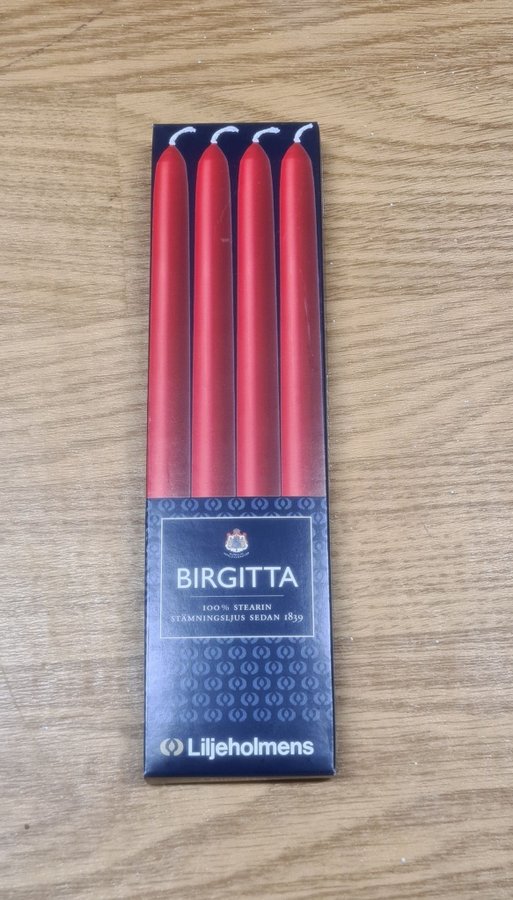 BIRGITTA
100% STEARIN
STÄMNINGSLJUS SEDAN 1839
Liljeholmens